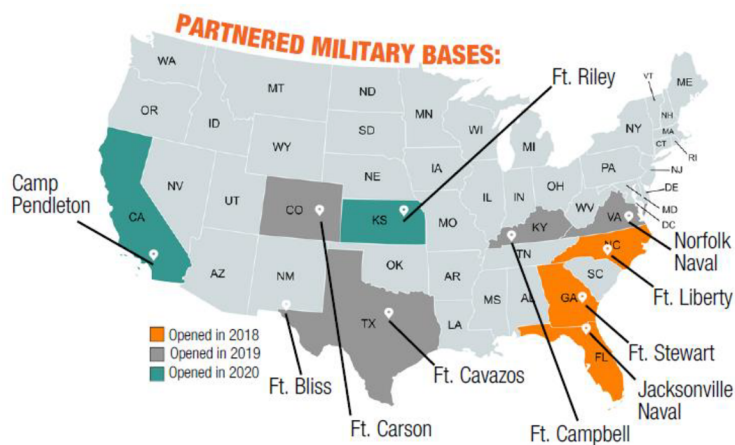 PARTNERED MILITARY BASES:
WA
MT
ND
MN
OR
ID
WY
SD
WI
MI
NY
VT
ME
NH
MA
CT
RI
NJ
DE
MD
DC
PA
NV
UT
CO
NE
IA
IL
IN
OH
WV
VA
CA
KS
MO
KY
AZ
NM
OK
AR
TN
NC
SC
TX
LA
MS
AL
GA
FL
Ft. Riley
Camp
Pendleton
Norfolk
Naval
Ft. Liberty
Ft. Stewart
Jacksonville
Naval
Ft. Campbell
Ft. Cavazos
Ft. Carson
Ft. Bliss
Opened in 2018
Opened in 2019
Opened in 2020